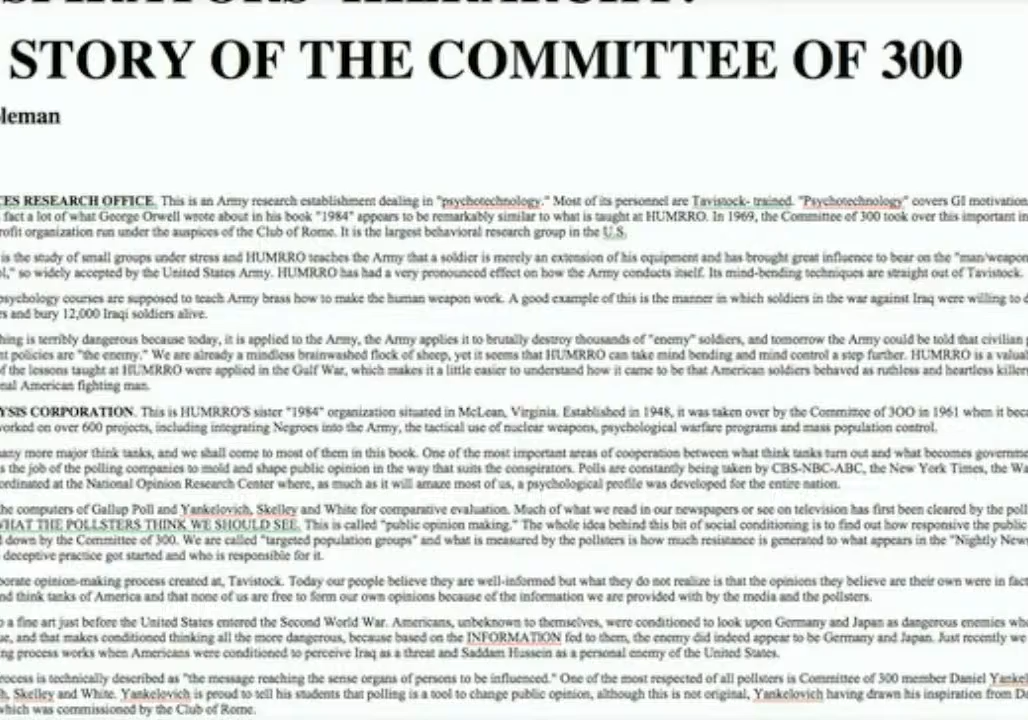 SPIRATORS' HIERARCHY:
STORY OF THE COMMITTEE OF 300
leman
CES RESEARCH OFFICE. This is an Army research establishment dealing in "psychotechnology." Most of its personnel are Tavistock- trained. "Psychotechnology" covers GI motivation
fact a lot of what George Orwell wrote about in his book "1984" appears to be remarkably similar to what is taught at HUMRRO. In 1969, the Committee of 300 took over this important in
rofit organization run under the auspices of the Club of Rome. It is the largest behavioral research group in the U.S.
is the study of small groups under stress and HUMRRO teaches the Army that a soldier is merely an extension of his equipment and has brought great influence to bear on the "man/weapon
ol," so widely accepted by the United States Army. HUMRRO has had a very pronounced effect on how the Army conducts itself. Its mind-bending techniques are straight out of Tavistock.
psychology courses are supposed to teach Army brass how to make the human weapon work. A good example of this is the manner in which soldiers in the war against Iraq were willing to d
s and bury 12,000 Iraqi soldiers alive.
hing is terribly dangerous because today, it is applied to the Army, the Army applies it to brutally destroy thousands of "enemy" soldiers, and tomorrow the Army could be told that civilian p
nt policies are "the enemy." We are already a mindless brainwashed flock of sheep, yet it seems that HUMRRO can take mind bending and mind control a step further. HUMRRO is a valua
f the lessons taught at HUMRRO were applied in the Gulf War, which makes it a little easier to understand how it came to be that American soldiers behaved as ruthless and heartless killer
nal American fighting man.
YSIS CORPORATION. This is HUMRRO'S sister "1984" organization situated in McLean, Virginia. Established in 1948, it was taken over by the Committee of 3OO in 1961 when it beca
worked on over 600 projects, including integrating Negroes into the Army, the tactical use of nuclear weapons, psychological warfare programs and mass population control.
any more major think tanks, and we shall come to most of them in this book. One of the most important areas of cooperation between what think tanks turn out and what becomes governme
s the job of the polling companies to mold and shape public opinion in the way that suits the conspirators. Polls are constantly being taken by CBS-NBC-ABC, the New York Times, the Wa
ordinated at the National Opinion Research Center where, as much as it will amaze most of us, a psychological profile was developed for the entire nation.
he computers of Gallup Poll and Yankelovich, Skelley and White for comparative evaluation. Much of what we read in our newspapers or see on television has first been cleared by the poll
WHAT THE POLLSTERS THINK WE SHOULD SEE. This is called "public opinion making." The whole idea behind this bit of social conditioning is to find out how responsive the public
d down by the Committee of 300. We are called "targeted population groups" and what is measured by the pollsters is how much resistance is generated to what appears in the "Nightly New
deceptive practice got started and who is responsible for it.
borate opinion-making process created at, Tavistock. Today our people believe they are well-informed but what they do not realize is that the opinions they believe are their own were in fact
nd think tanks of America and that none of us are free to form our own opinions because of the information we are provided with by the media and the pollsters.
o a fine art just before the United States entered the Second World War. Americans, unbeknown to themselves, were conditioned to look upon Germany and Japan as dangerous enemies who
ue, and that makes conditioned thinking all the more dangerous, because based on the INFORMATION fed to them, the enemy did indeed appear to be Germany and Japan. Just recently we
ng process works when Americans were conditioned to perceive Iraq as a threat and Saddam Hussein as a personal enemy of the United States.
rocess is technically described as "the message reaching the sense organs of persons to be influenced." One of the most respected of all pollsters is Committee of 300 member Daniel Yankel
h, Skelley and White. Yankelovich is proud to tell his students that polling is a tool to change public opinion, although this is not original, Yankelovich having drawn his inspiration from Da
which was commissioned by the Club of Rome.